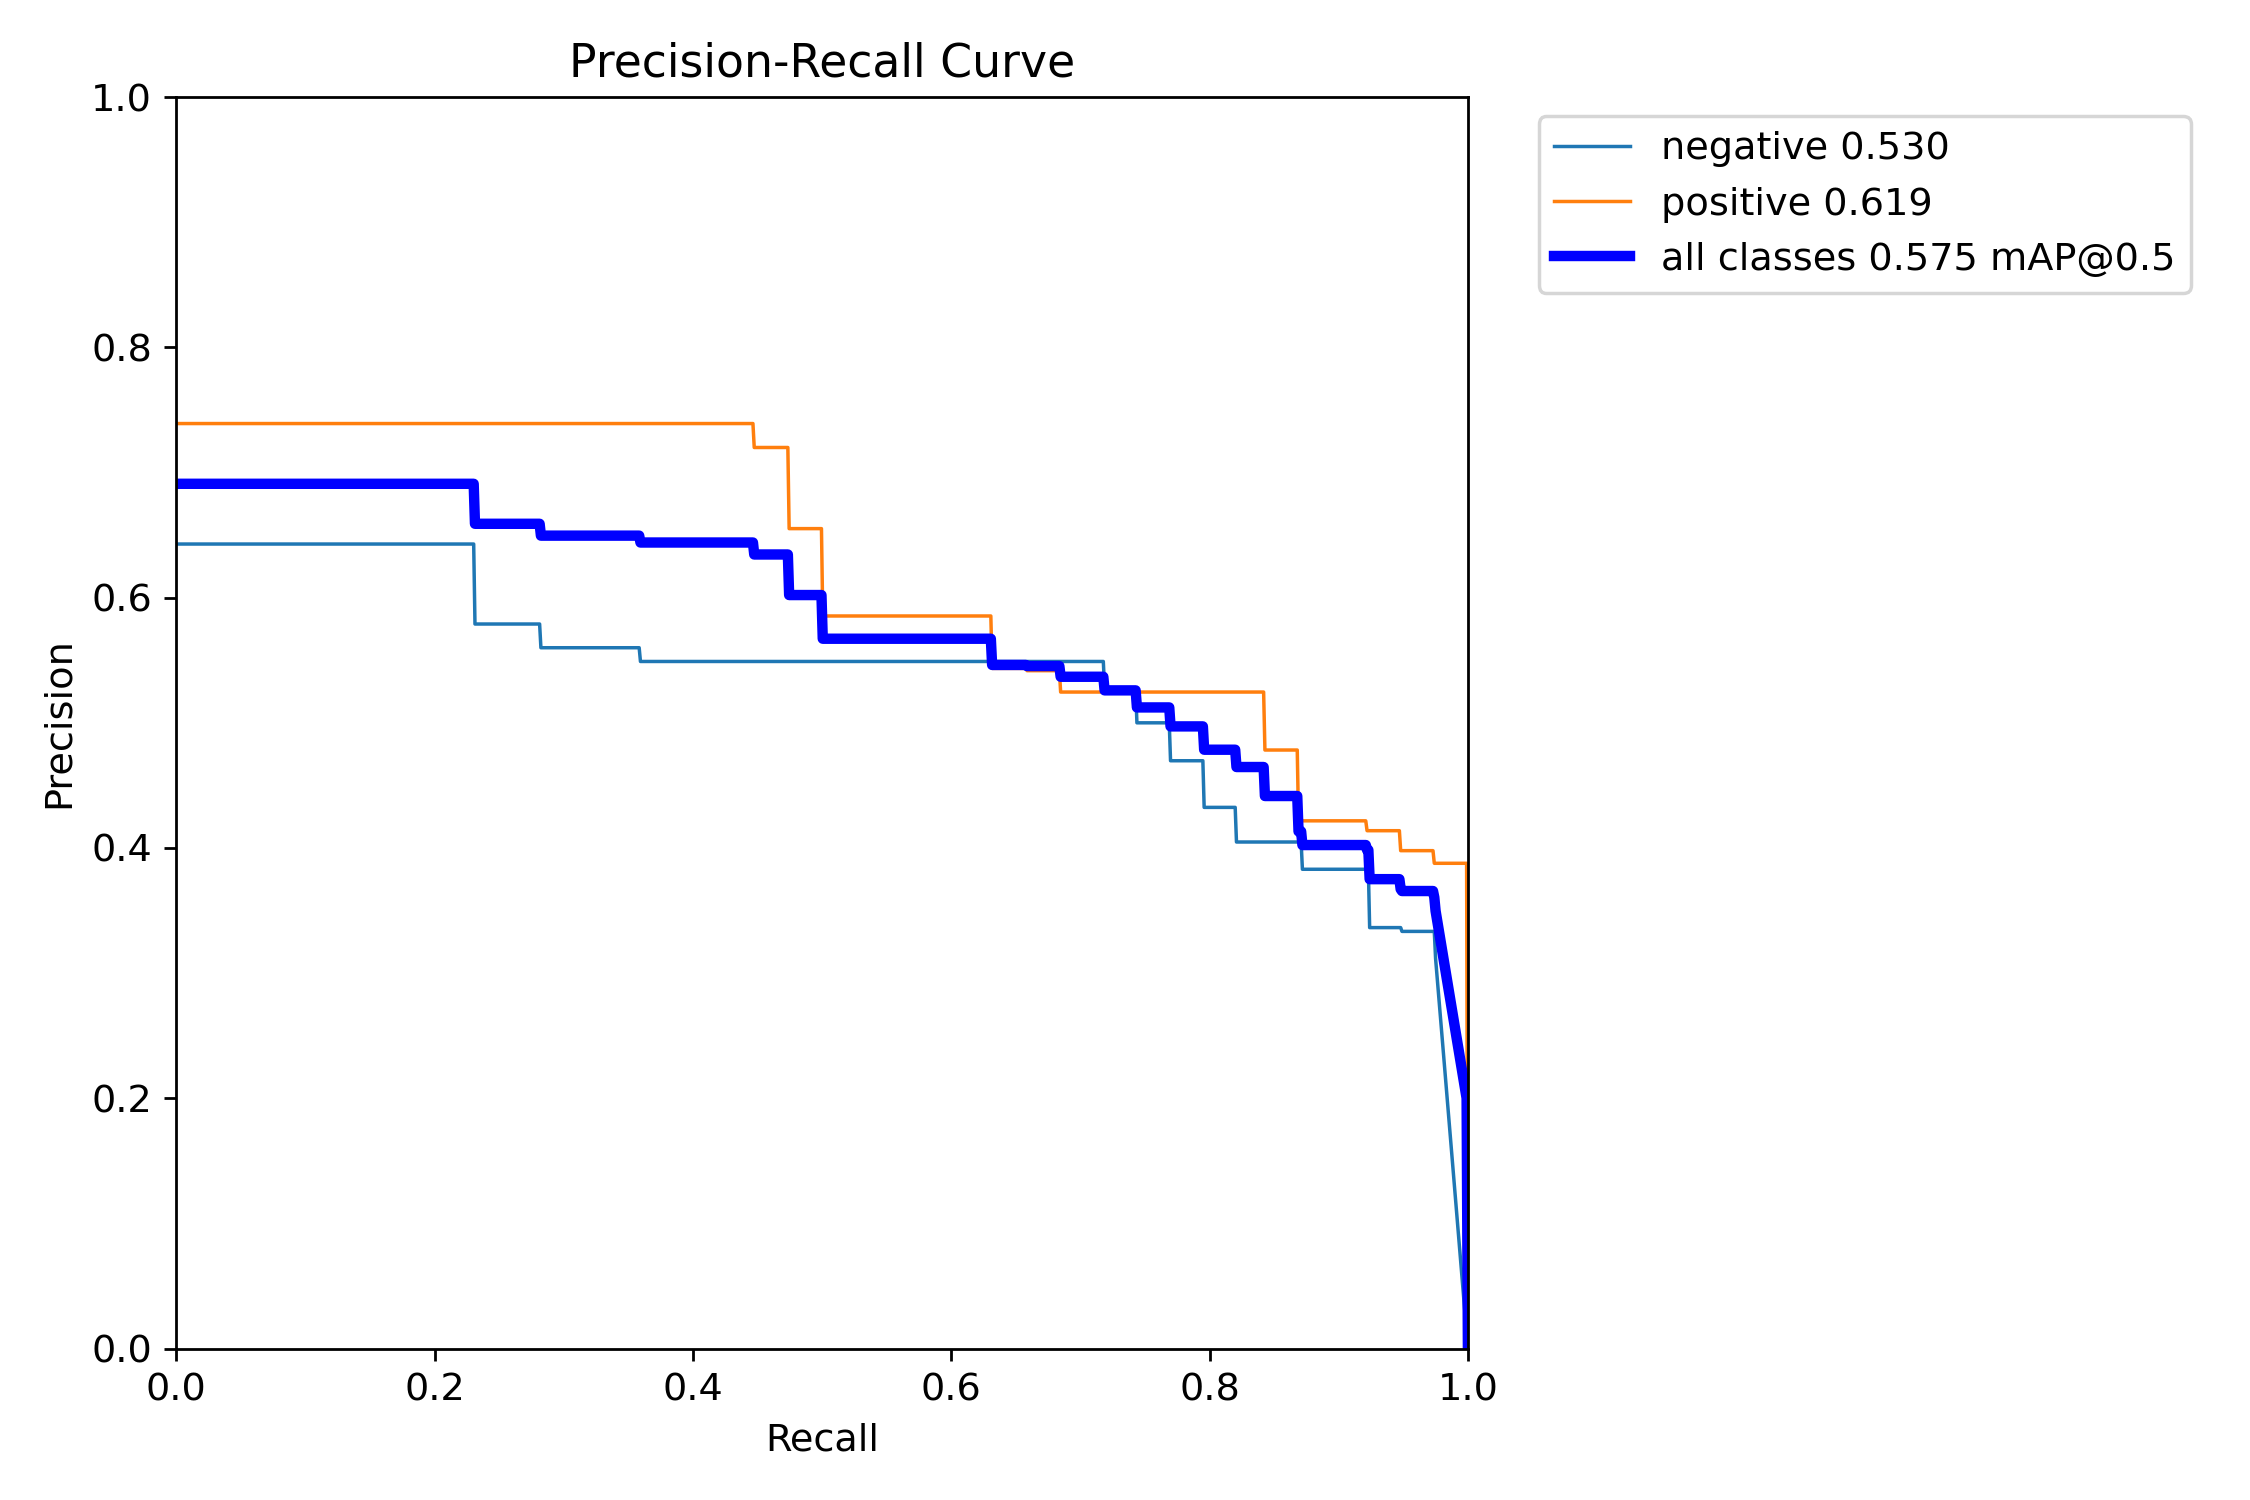 Precision-Recall Curve
negative 0.530
positive 0.619
all classes 0.575 mAP@0.5
Precision
1.0
0.8
0.6
0.4
0.2
0.0
0.0 0.2 0.4 0.6 0.8 1.0
Recall